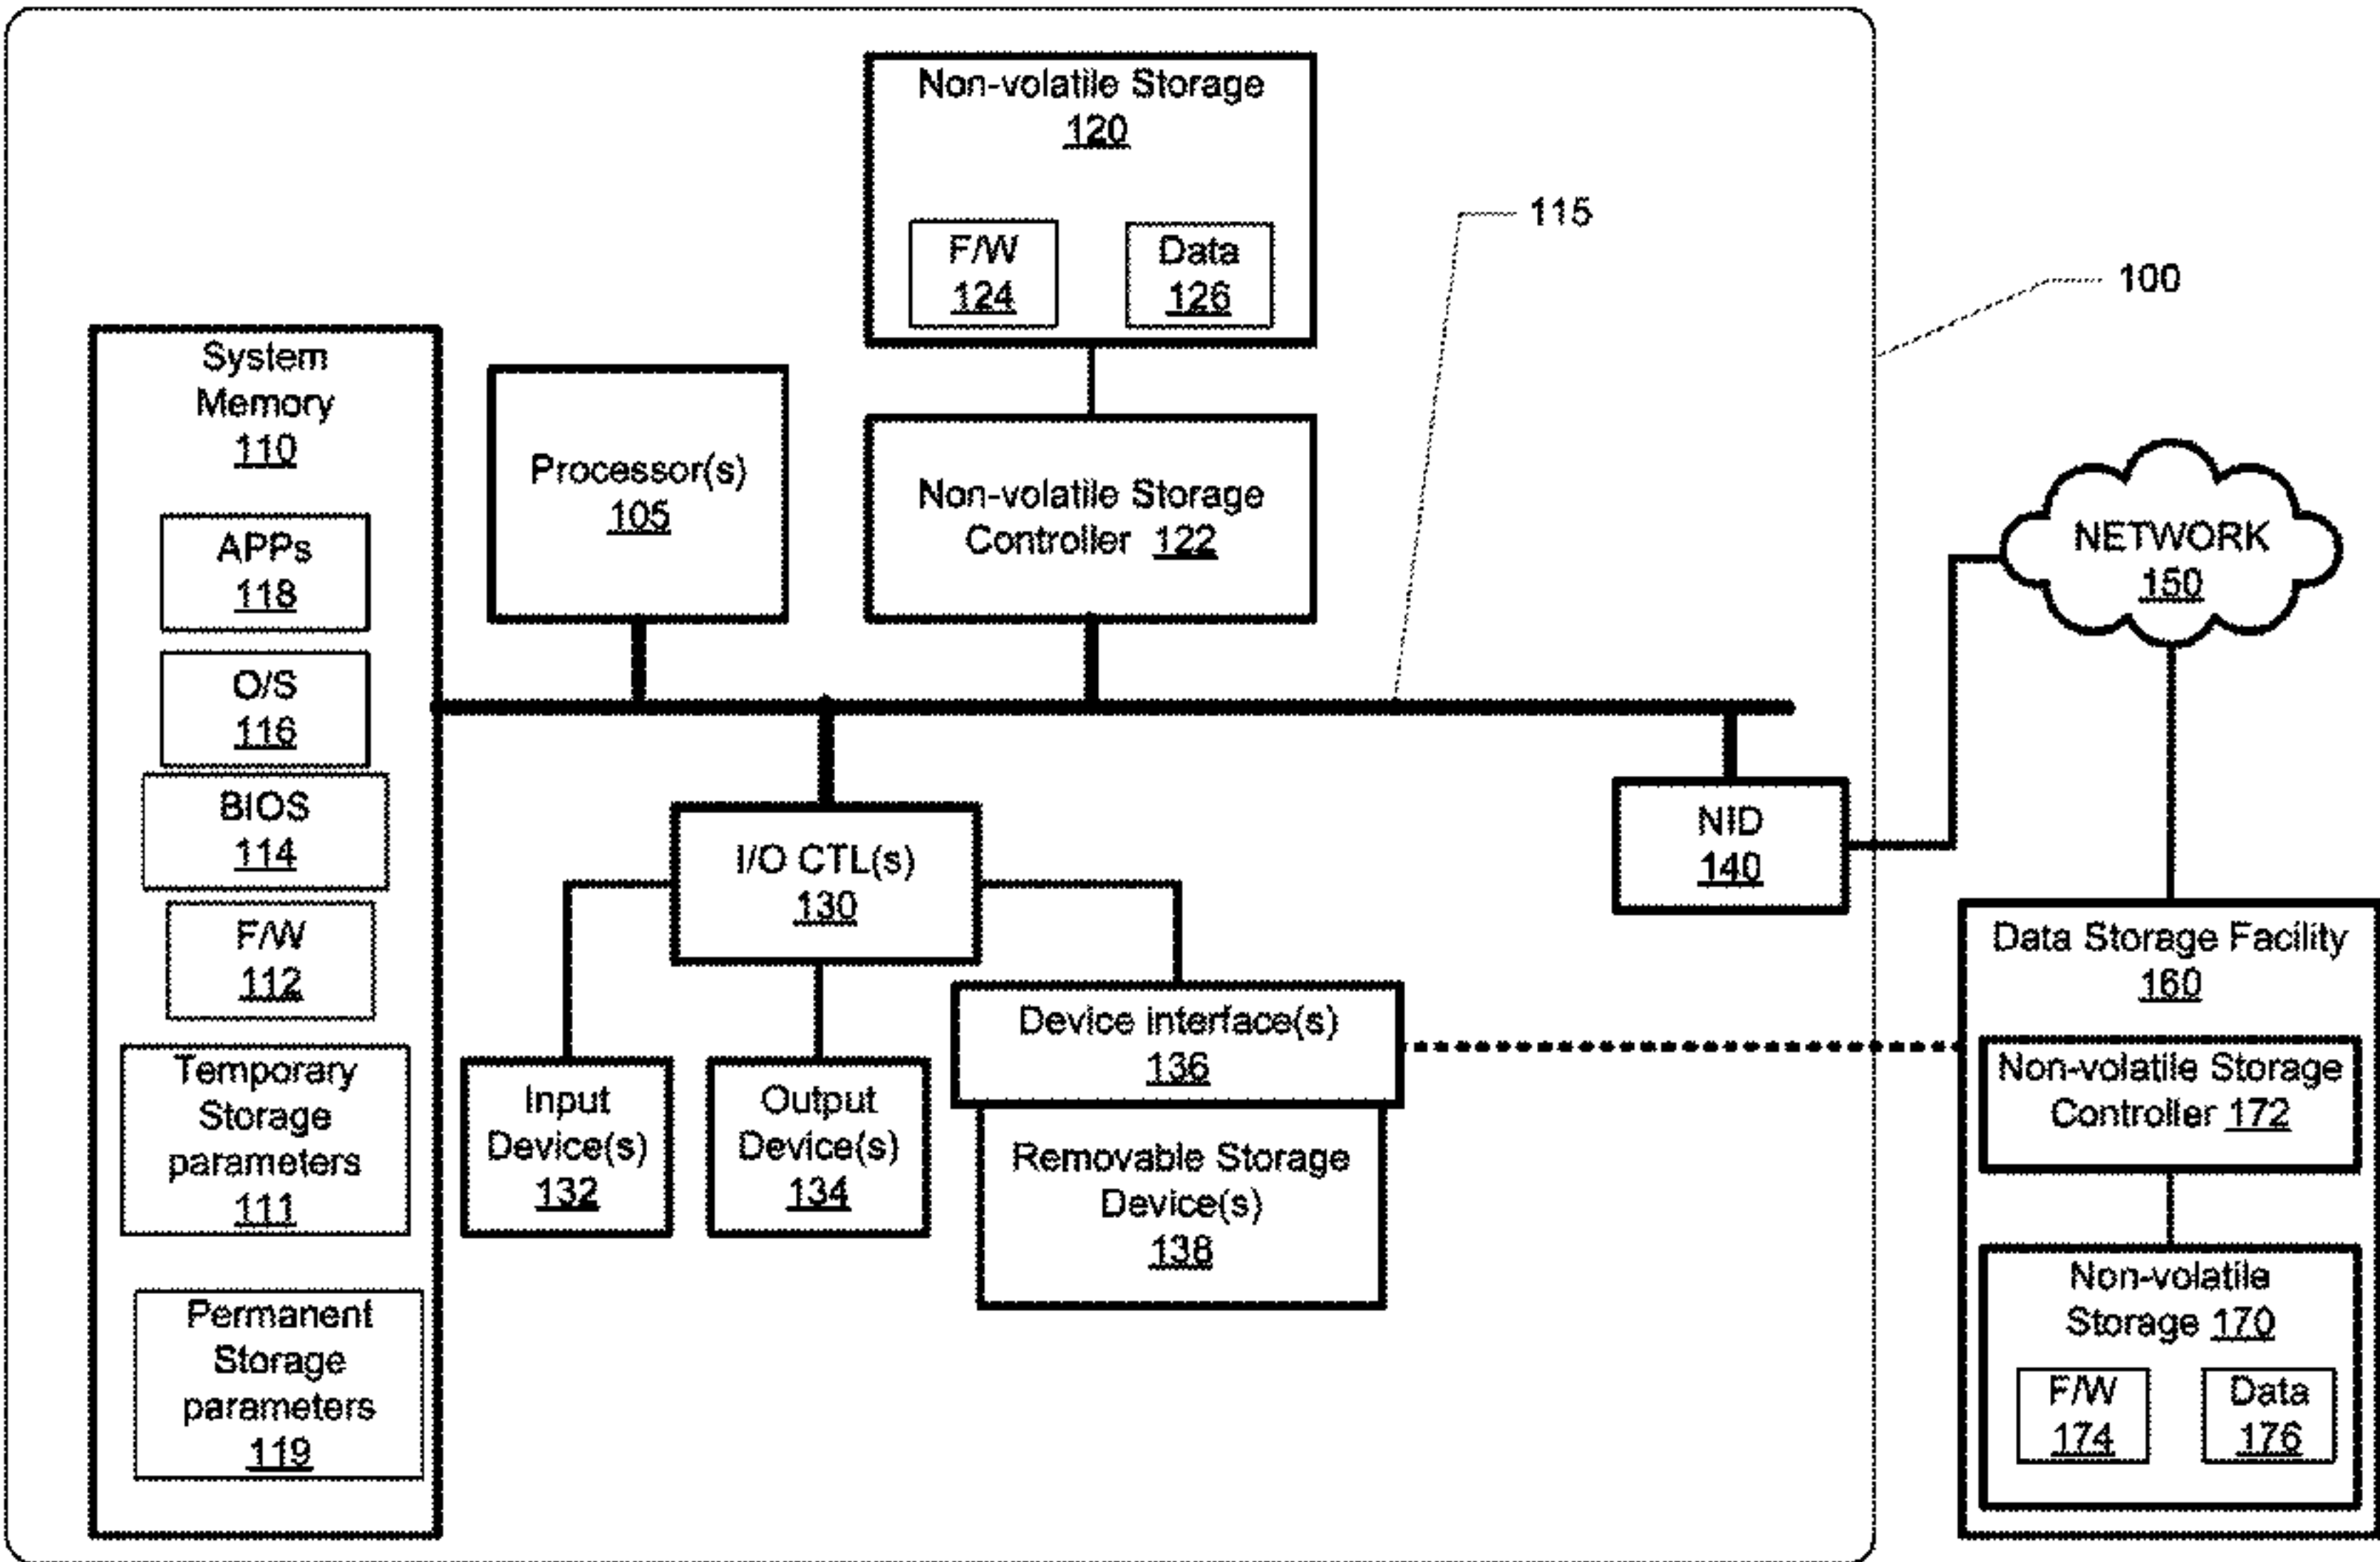 Non-volatile Storage
120
F/W
124
Data
126
115
100
System
Memory
110
APPs
118
O/S
116
BIOS
114
F/W
112
Temporary
Storage
parameters
111
Permanent
Storage
parameters
119
Processor(s)
105
Non-volatile Storage
Controller 122
NETWORK
150
I/O CTL(s)
130
NID
140
Input
Device(s)
132
Output
Device(s)
134
Device interface(s)
136
Removable Storage
Device(s)
138
Data Storage Facility
160
Non-volatile Storage
Controller 172
Non-volatile
Storage 170
F/W
174
Data
176